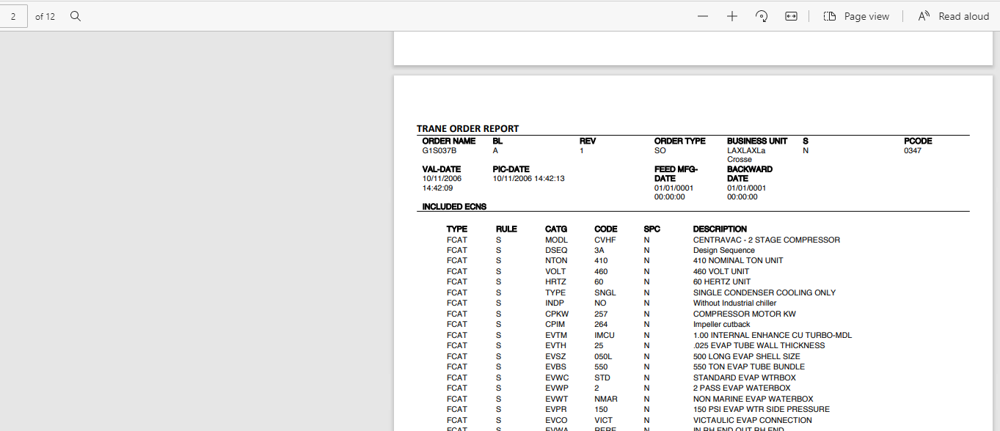 2 of 12 Page view Read aloud
TRANE ORDER REPORT
ORDER NAME BL REV ORDER TYPE BUSINESS UNIT S PCODE
G1S037B A 1 SO LAXLAXLa N 0347
Crosse
VAL-DATE PIC-DATE FEED MFG- BACKWARD
10/11/2006 10/11/2006 14:42:13 DATE DATE
14:42:09 01/01/0001 01/01/0001
00:00:00 00:00:00
INCLUDED ECNS
TYPE RULE CATG CODE SPC DESCRIPTION
FCAT S MODL CVHF N CENTRAVAC - 2 STAGE COMPRESSOR
FCAT S DSEQ 3A N Design Sequence
FCAT S NTON 410 N 410 NOMINAL TON UNIT
FCAT S VOLT 460 N 460 VOLT UNIT
FCAT S HRTZ 60 N 60 HERTZ UNIT
FCAT S TYPE SNGL N SINGLE CONDENSER COOLING ONLY
FCAT S INDP NO N Without Industrial chiller
FCAT S CPKW 257 N COMPRESSOR MOTOR KW
FCAT S CPIM 264 N Impeller cutback
FCAT S EVTM IMCU N 1.00 INTERNAL ENHANCE CU TURBO-MDL
FCAT S EVTH 25 N .025 EVAP TUBE WALL THICKNESS
FCAT S EVSZ 050L N 500 LONG EVAP SHELL SIZE
FCAT S EVBS 550 N 550 TON EVAP TUBE BUNDLE
FCAT S EVWC STD N STANDARD EVAP WTRBOX
FCAT S EVWP 2 N 2 PASS EVAP WATERBOX
FCAT S EVWT NMAR N NON MARINE EVAP WATERBOX
FCAT S EVPR 150 N 150 PSI EVAP WTR SIDE PRESSURE
FCAT S EVCO VICT N VICTAULIC EVAP CONNECTION
FCAT S EVWA RERE N IN RH END OUT RH END